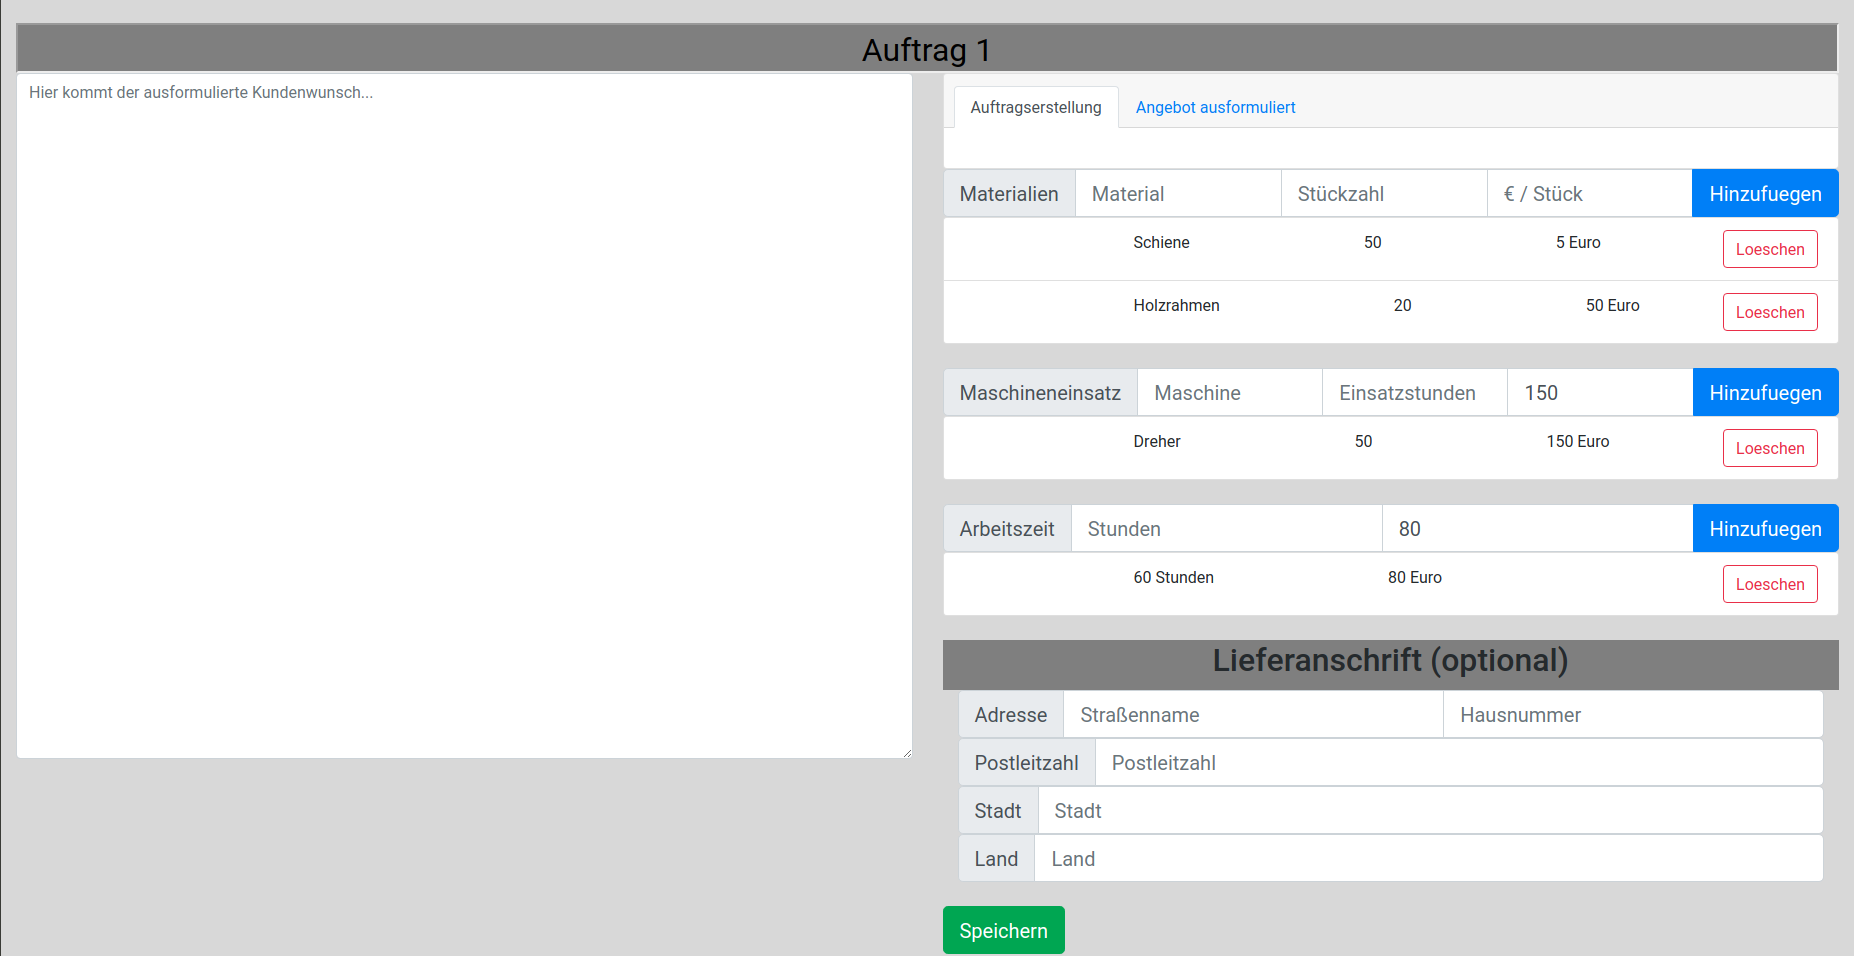 Auftrag 1
Hier kommt der ausformulierte Kundenwunsch...
Auftragserstellung Angebot ausformuliert
Materialien Material Stückzahl € / Stück Hinzufuegen
Schiene 50 5 Euro Loeschen
Holzrahmen 20 50 Euro Loeschen
Maschineneinsatz Maschine Einsatzstunden 150 Hinzufuegen
Dreher 50 150 Euro Loeschen
Arbeitszeit Stunden 80 Hinzufuegen
60 Stunden 80 Euro Loeschen
Lieferanschrift (optional)
Adresse Straßenname Hausnummer
Postleitzahl Postleitzahl
Stadt Stadt
Land Land
Speichern